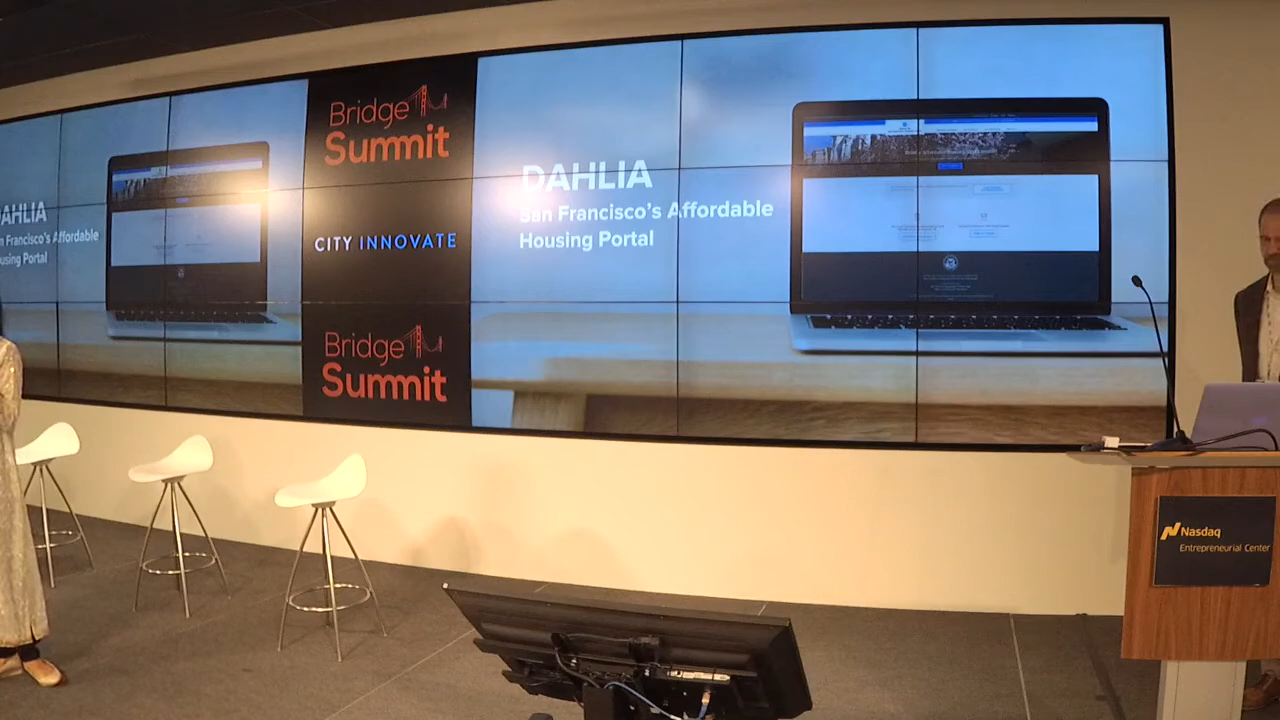 AHLIA
n Francisco's Affordable
using Portal
Bridge
Summit
CITY INNOVATE
Bridge
Summit
DAHLIA
San Francisco's Affordable
Housing Portal
Nasdaq
Entrepreneurial Center